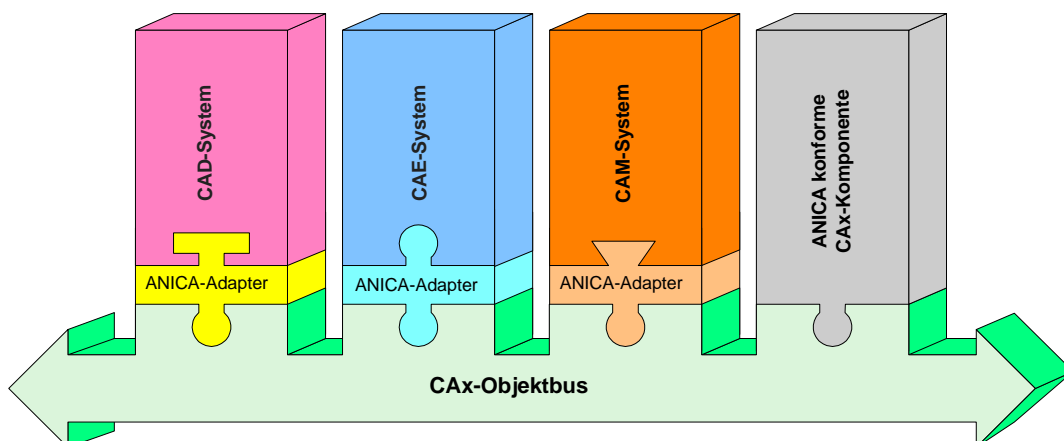 CAD-System
CAE-System
CAM-System
ANICA konforme
CAx-Komponente
ANICA-Adapter
ANICA-Adapter
ANICA-Adapter
CAx-Objektbus